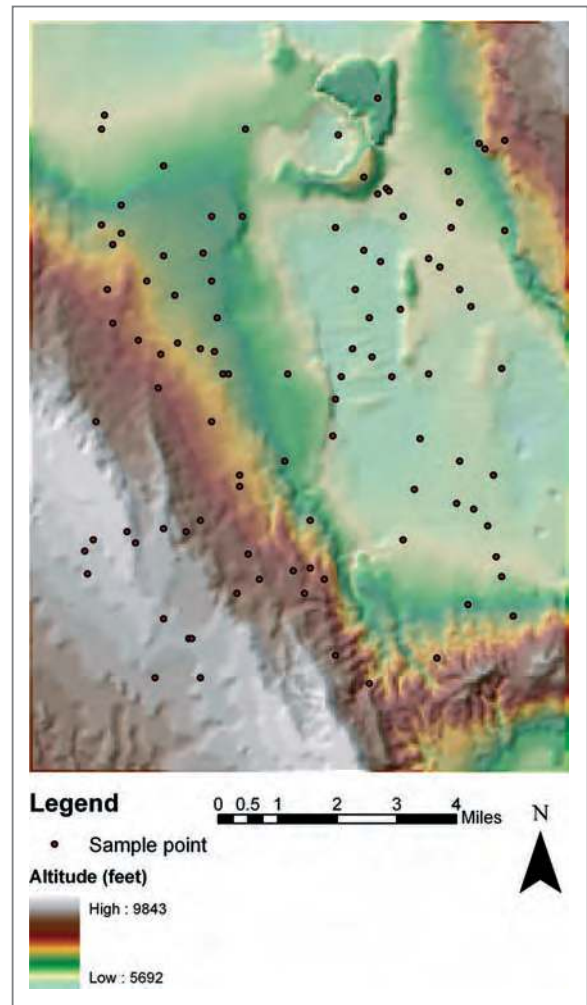 Legend
0 0.5 1 2 3 4
Miles
N
Sample point
Altitude (feet)
High : 9843
Low : 5692